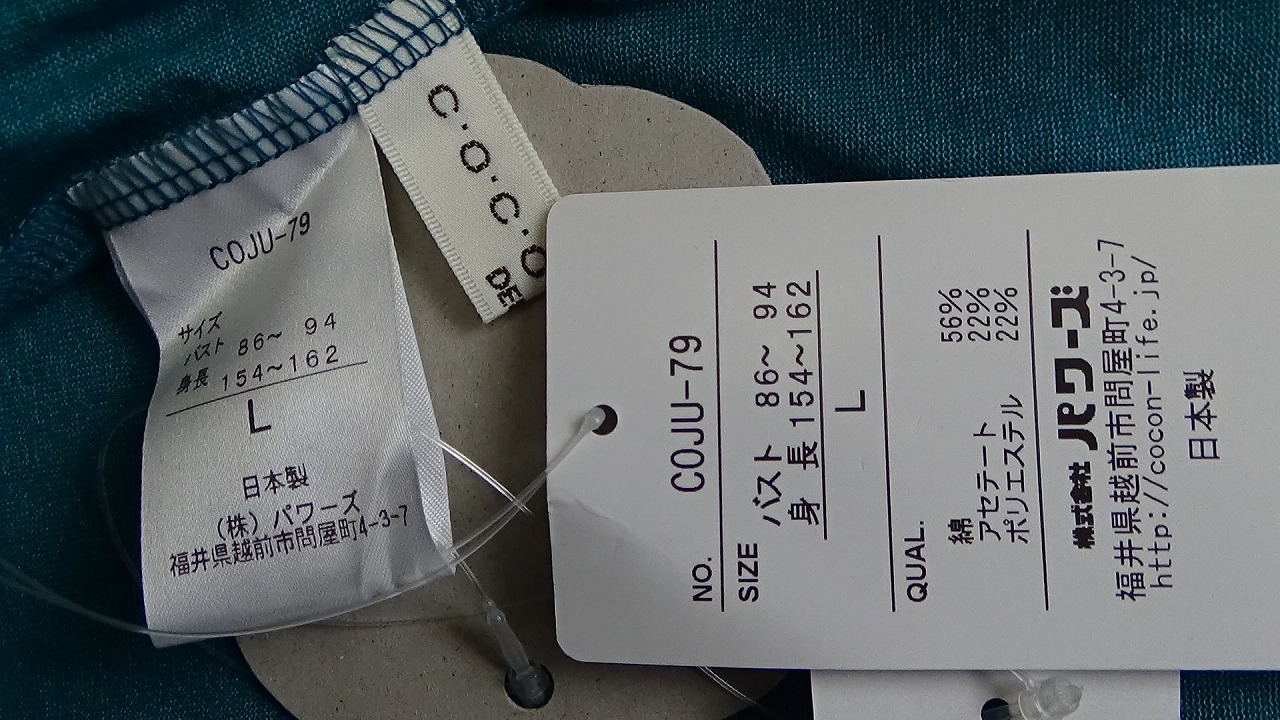 COJU-79
サイズ
バスト 86～ 94
身長 154～162
L
日本製
(株) パワーズ
福井県越前市問屋町4-3-7
C・O・C・O
NO. COJU-79
SIZE バスト 86～ 94
身 長 154～162
L
QUAL. 綿 56%
アセテート 22%
ポリエステル 22%
株式会社 パワーズ
福井県越前市問屋町4-3-7
http://cocon-life.jp/
日本製